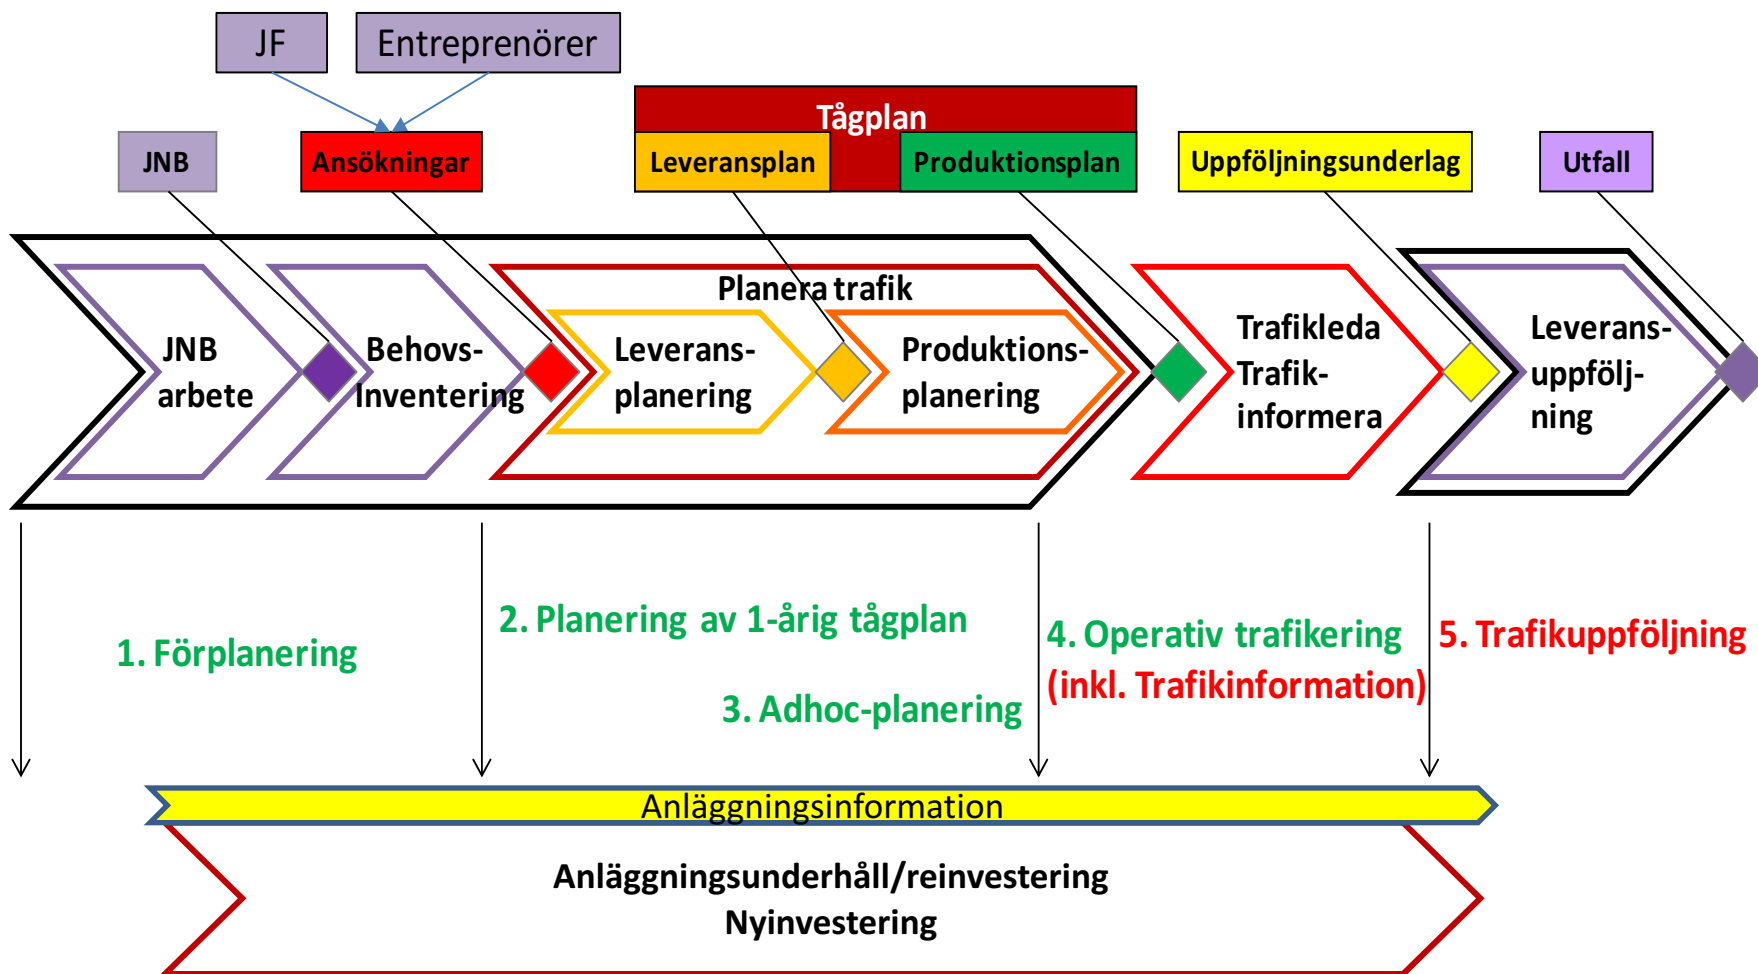 JF
Entreprenörer
Tågplan
JNB
Ansökningar
Leveransplan
Produktionsplan
Uppföljningsunderlag
Utfall
Planera trafik
JNB
arbete
Behovs-
Inventering
Leverans-
planering
Produktions-
planering
Trafikleda
Trafik-
informera
Leverans-
uppfölj-
ning
1. Förplanering
2. Planering av 1-årig tågplan
3. Adhoc-planering
4. Operativ trafikering
(inkl. Trafikinformation)
5. Trafikuppföljning
Anläggningsinformation
Anläggningsunderhåll/reinvestering
Nyinvestering